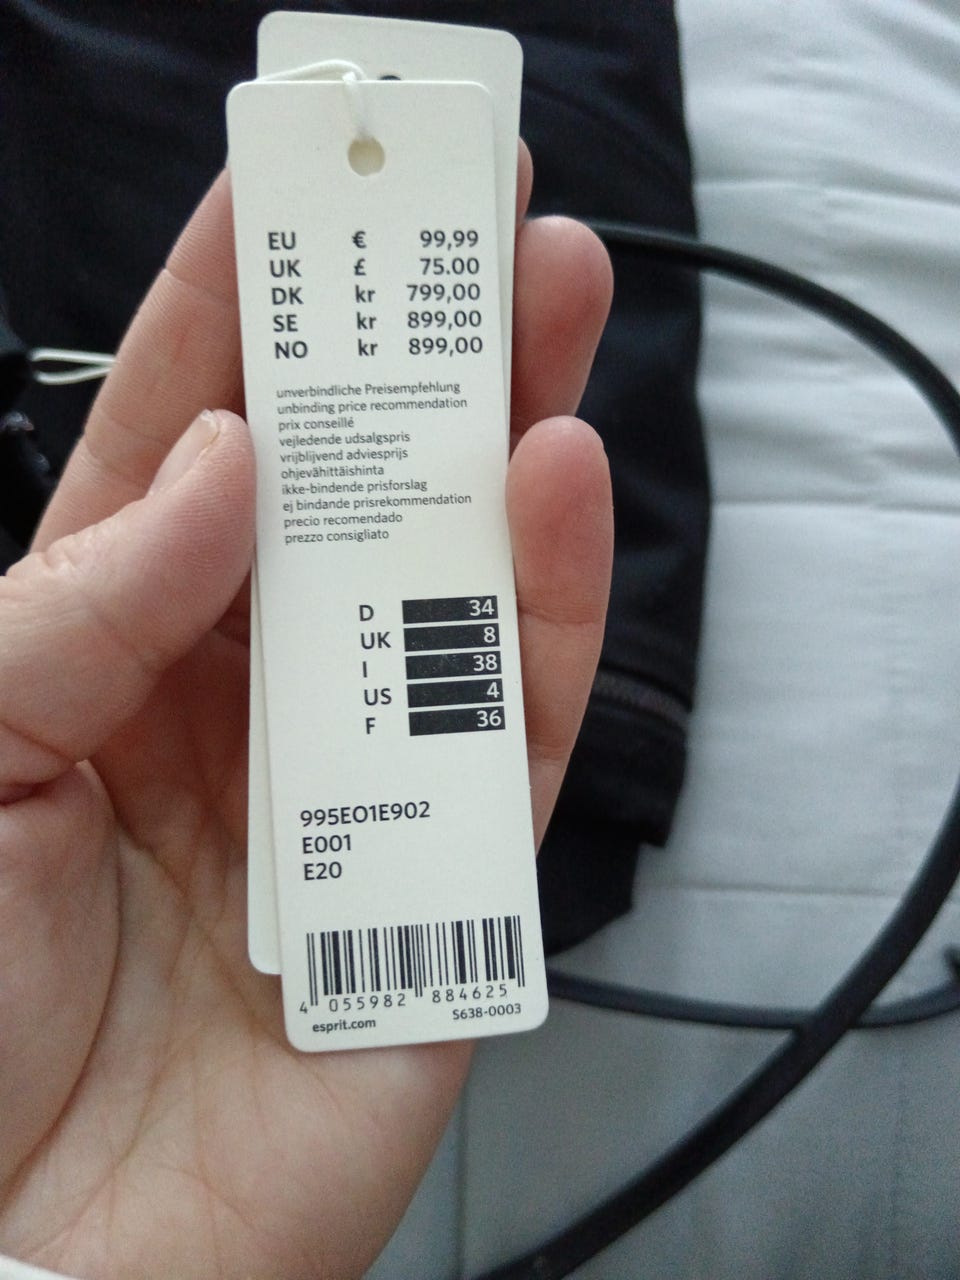 EU € 99,99
UK £ 75.00
DK kr 799,00
SE kr 899,00
NO kr 899,00
unverbindliche Preisempfehlung
unbinding price recommendation
prix conseillé
vejledende udsalgspris
vrijblijvend adviesprijs
ohjevähittäishinta
ikke-bindende prisforslag
ej bindande prisrekommendation
precio recomendado
prezzo consigliato
D 34
UK 8
I 38
US 4
F 36
995EO1E902
E001
E20
4 055982 884625
esprit.com S638-0003